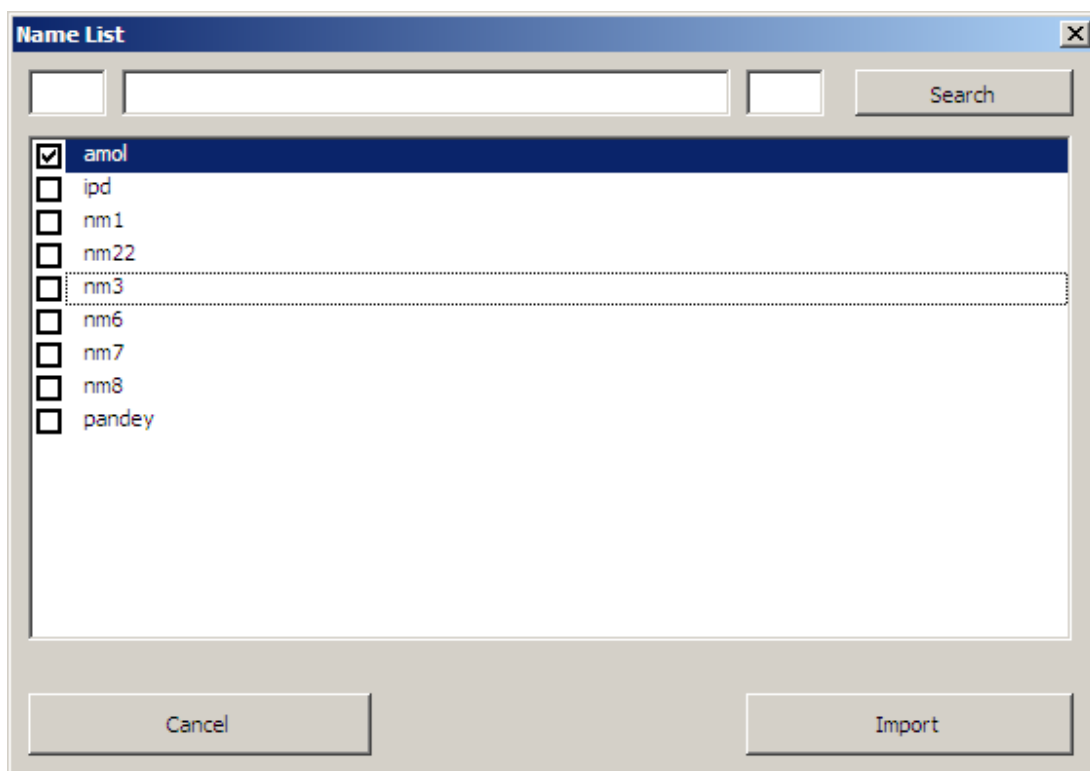 Name List
Search
amol
ipd
nm1
nm22
nm3
nm6
nm7
nm8
pandey
Cancel Import